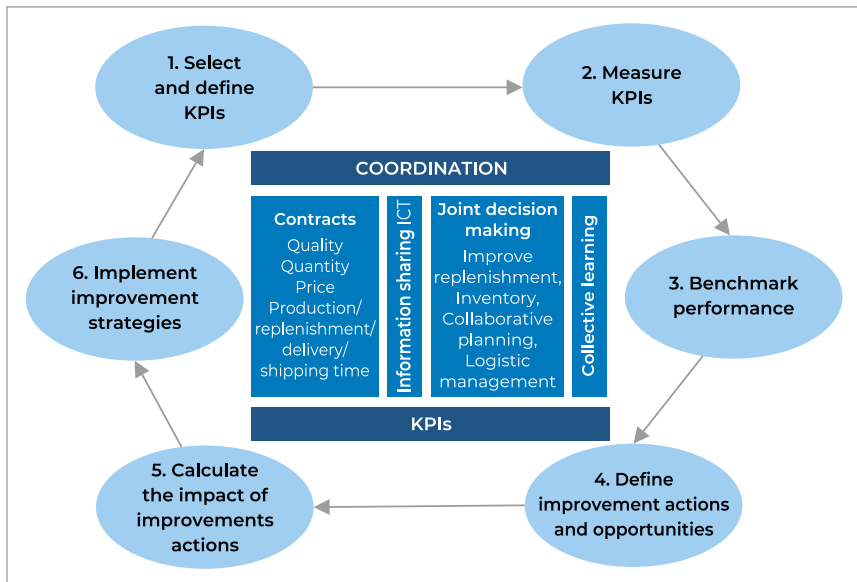 1. Select
and define
KPIs
2. Measure
KPIs
COORDINATION
Contracts
Quality
Quantity
Price
Production/
replenishment/
delivery/
shipping time
Information sharing ICT
Joint decision
making
Improve
replenishment,
Inventory,
Collaborative
planning,
Logistic
management
Collective learning
KPIs
3. Benchmark
performance
4. Define
improvement actions
and opportunities
5. Calculate
the impact of
improvements
actions
6. Implement
improvement
strategies